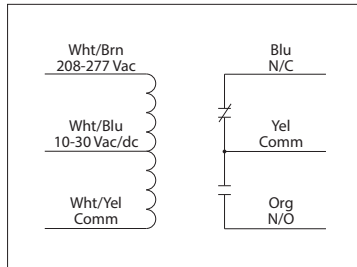 Wht/Brn
208-277 Vac
Wht/Blu
10-30 Vac/dc
Wht/Yel
Comm
Blu
N/C
Yel
Comm
Org
N/O